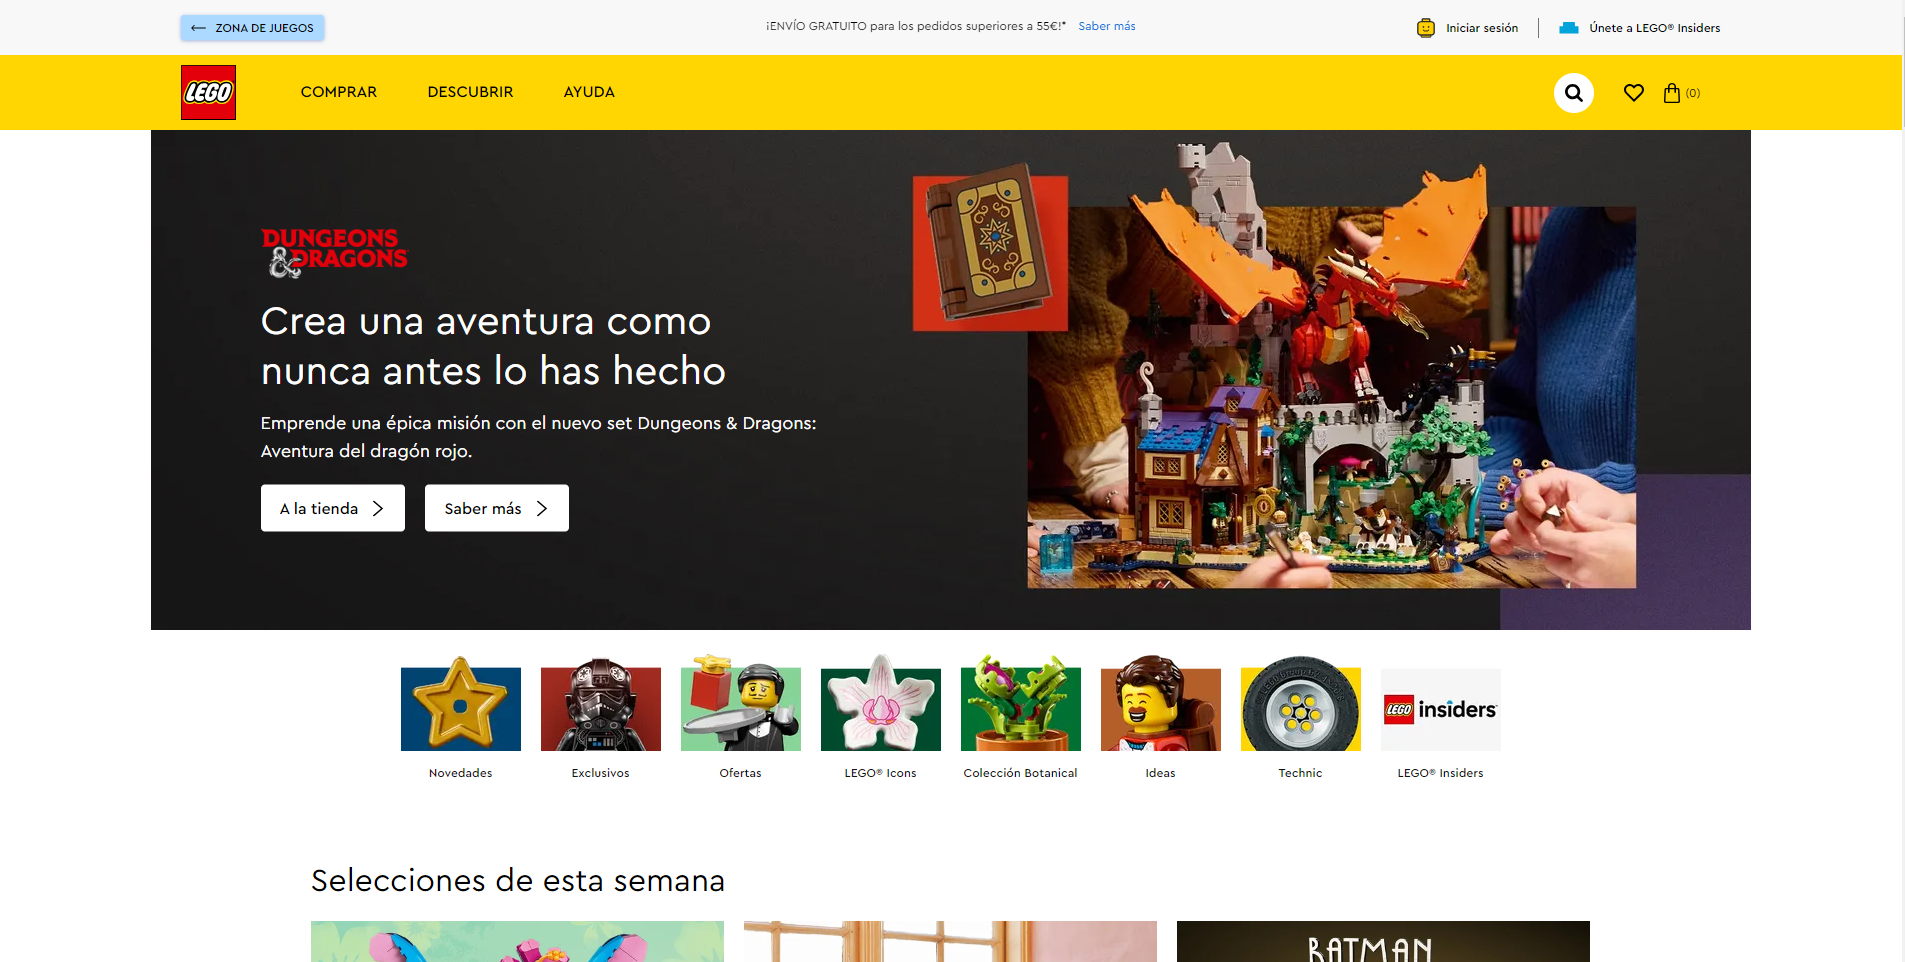 ZONA DE JUEGOS
¡ENVÍO GRATUITO para los pedidos superiores a 55€!* Saber más
Iniciar sesión
Únete a LEGO® Insiders
LEGO
COMPRAR
DESCUBRIR
AYUDA
(0)
DUNGEONS
& DRAGONS
Crea una aventura como
nunca antes lo has hecho
Emprende una épica misión con el nuevo set Dungeons & Dragons:
Aventura del dragón rojo.
A la tienda
Saber más
LEGO insiders
Novedades
Exclusivos
Ofertas
LEGO® Icons
Colección Botanical
Ideas
Technic
LEGO® Insiders
Selecciones de esta semana
BATMAN